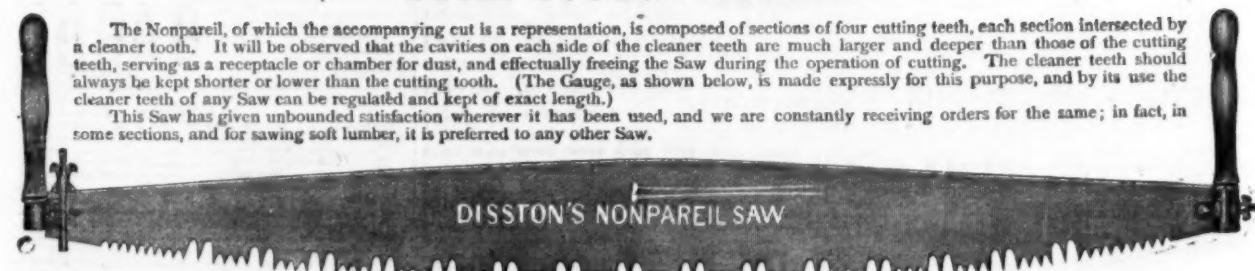 The Nonpareil, of which the accompanying cut is a representation, is composed of sections of four cutting teeth, each section intersected by
a cleaner tooth. It will be observed that the cavities on each side of the cleaner teeth are much larger and deeper than those of the cutting
teeth, serving as a receptacle or chamber for dust, and effectually freeing the Saw during the operation of cutting. The cleaner teeth should
always be kept shorter or lower than the cutting tooth. (The Gauge, as shown below, is made expressly for this purpose, and by its use the
cleaner teeth of any Saw can be regulated and kept of exact length.)
This Saw has given unbounded satisfaction wherever it has been used, and we are constantly receiving orders for the same; in fact, in
some sections, and for sawing soft lumber, it is preferred to any other Saw.
DISSTON'S NONPAREIL SAW